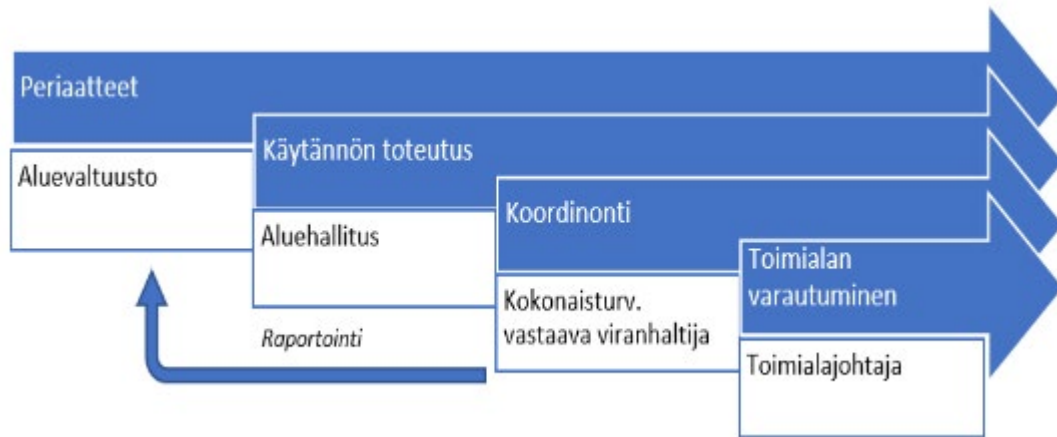 Periaatteet
Aluevaltuusto
Käytännön toteutus
Aluehallitus
Koordinonti
Kokonaisturv.
vastaava viranhaltija
Toimialan
varautuminen
Toimialajohtaja
Raportointi